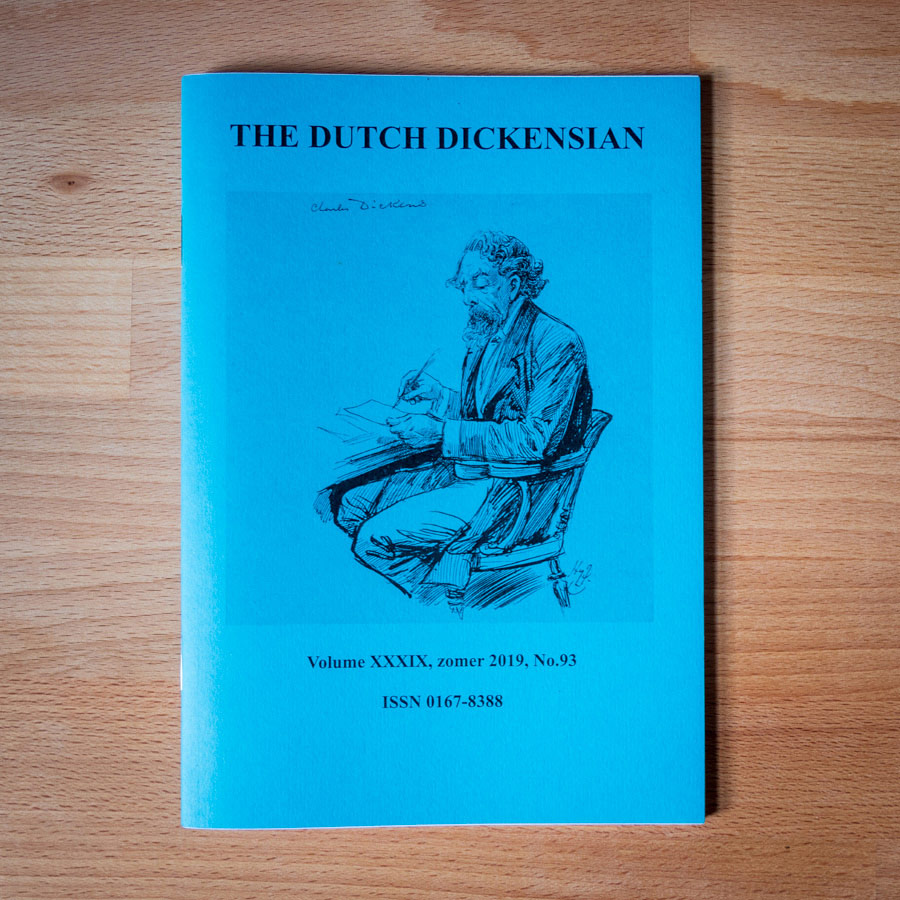 THE DUTCH DICKENSIAN
Charles Dickens
Volume XXXIX, zomer 2019, No.93
ISSN 0167-8388